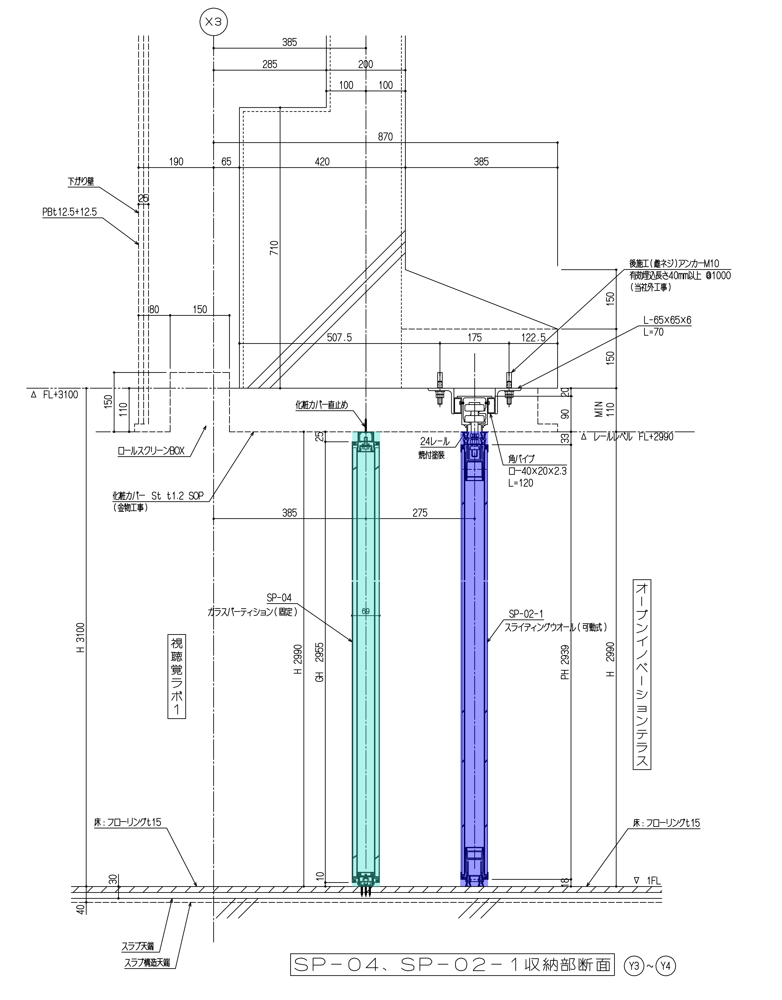 X3
385
285
200
100
100
870
190
65
420
385
下がり壁
25
PBt12.5+12.5
710
後施工(雌ネジ)アンカーM10
有効埋込長さ40mm以上 @1000
(当社外工事)
150
80
150
L-65×65×6
L=70
507.5
175
122.5
150
△ FL+3100
150
110
20
化粧カバー直止め
90
MIN
110
25
24レール
焼付塗装
33
△ レールレベル FL+2990
ロールスクリーンBOX
角パイプ
ロ-40×20×2.3
L=120
化粧カバー St t1.2 SOP
(金物工事)
385
275
SP-04
ガラスパーティション(固定)
69
SP-02-1
スライディングウオール(可動式)
H 3100
視聴覚ラボ1
H 2990
GH 2955
PH 2939
H 2990
オープンイノベーションテラス
床:フローリングt15
床:フローリングt15
30
10
18
▽ 1FL
40
スラブ天端
スラブ構造天端
SP-04、SP-02-1収納部断面
Y3~Y4